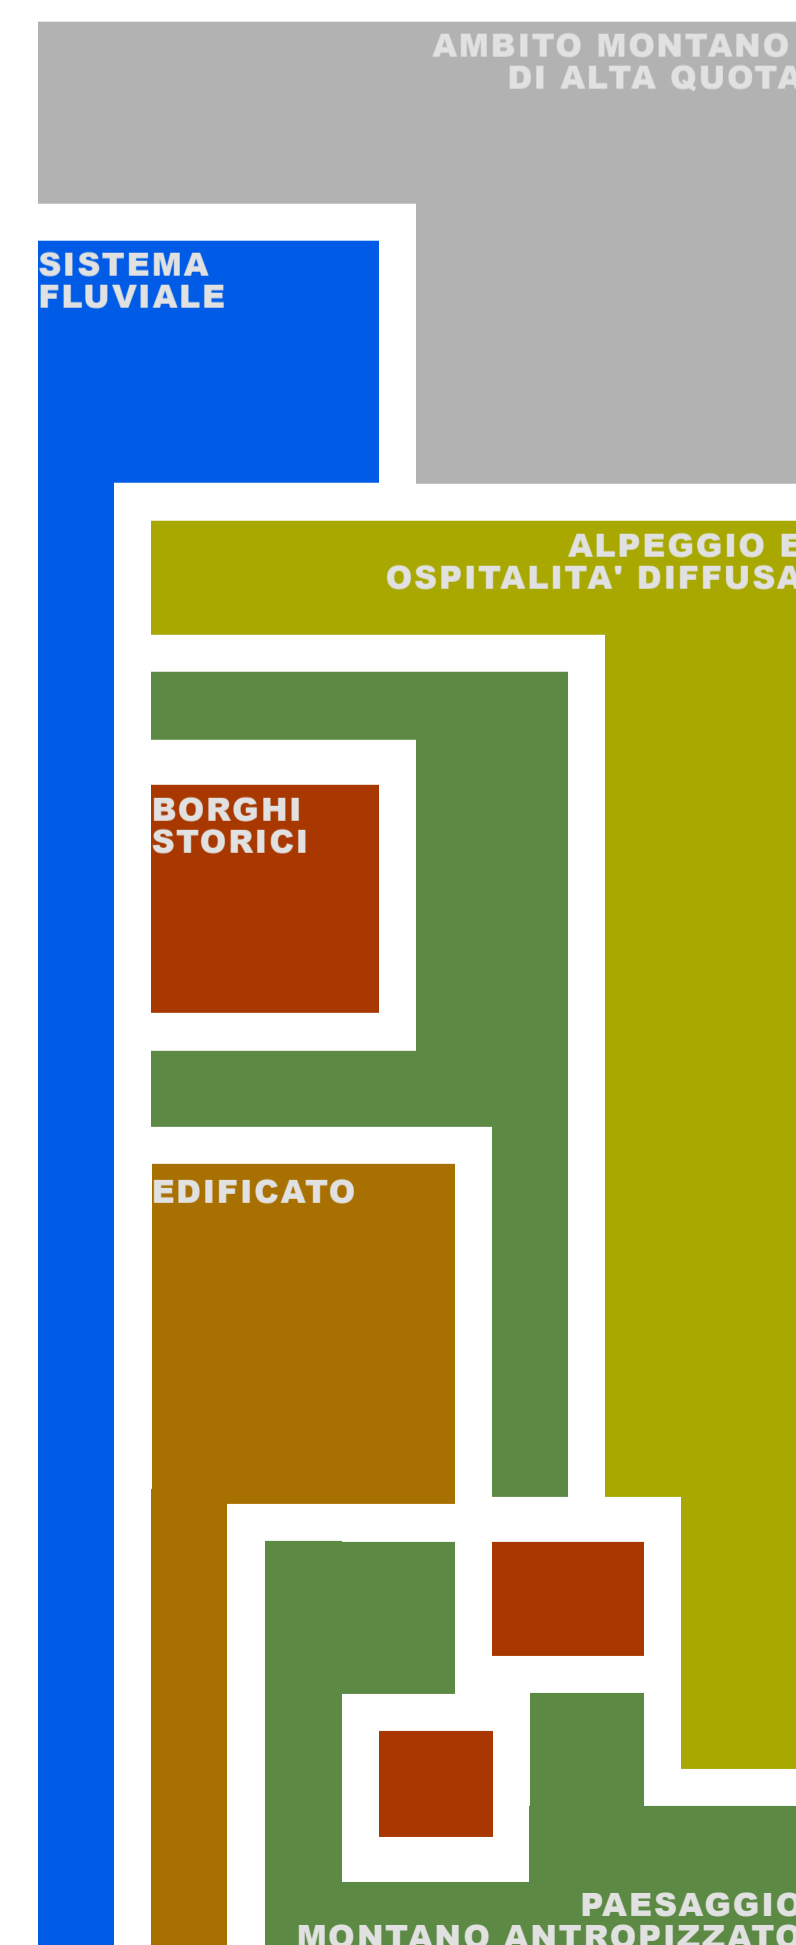 AMBITO MONTANO
DI ALTA QUOTA
SISTEMA
FLUVIALE
ALPEGGIO E
OSPITALITA' DIFFUSA
BORGHI
STORICI
EDIFICATO
PAESAGGIO
MONTANO ANTROPIZZATO